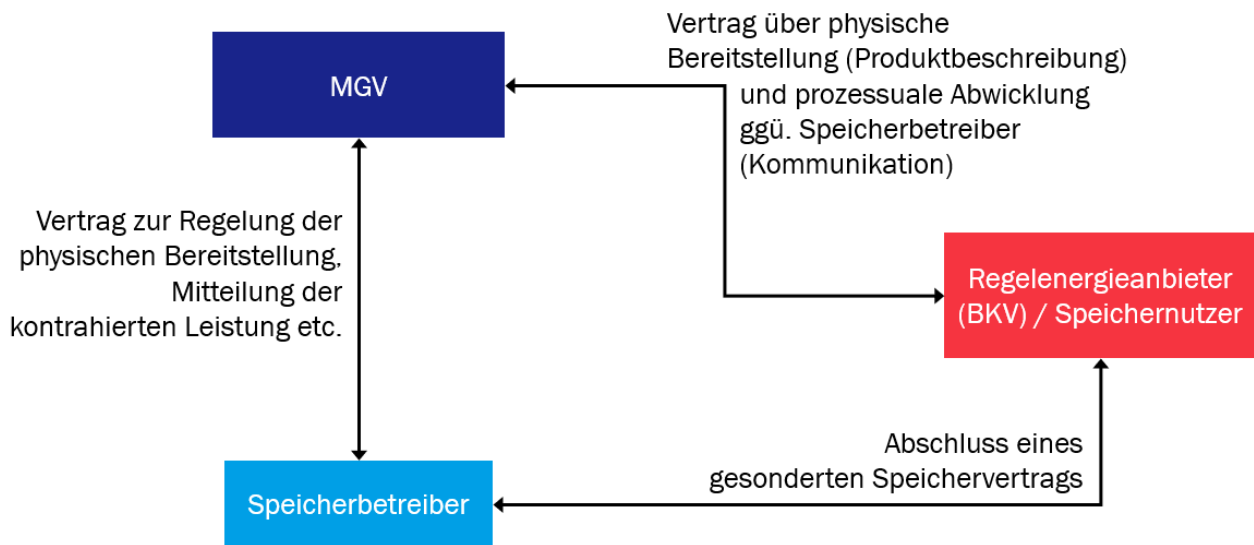 Vertrag über physische
Bereitstellung (Produktbeschreibung)
und prozessuale Abwicklung
ggü. Speicherbetreiber
(Kommunikation)
MGV
Vertrag zur Regelung der
physischen Bereitstellung,
Mitteilung der
kontrahierten Leistung etc.
Regelenergieanbieter
(BKV) / Speichernutzer
Abschluss eines
gesonderten Speichervertrags
Speicherbetreiber